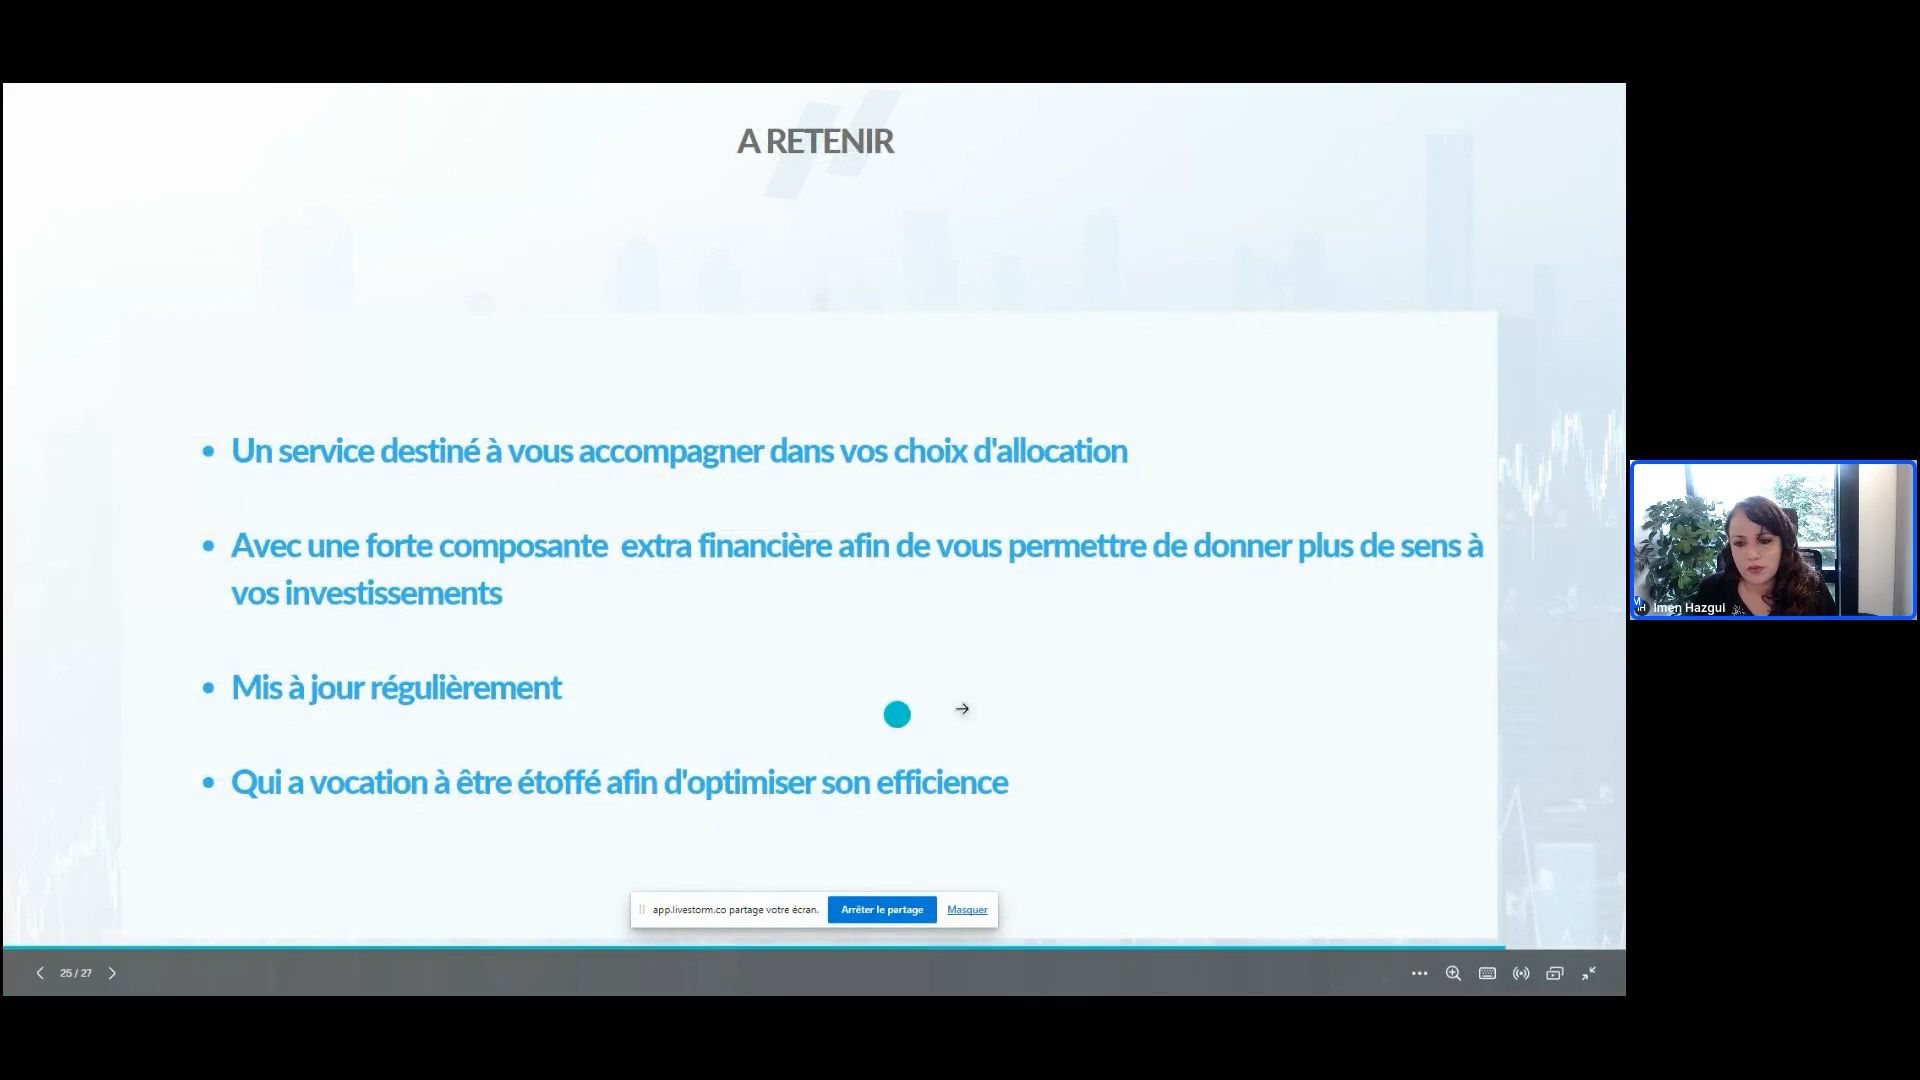 A RETENIR
• Un service destiné à vous accompagner dans vos choix d'allocation
• Avec une forte composante extra financière afin de vous permettre de donner plus de sens à
vos investissements
• Mis à jour régulièrement
• Qui a vocation à être étoffé afin d'optimiser son efficience
app.livestorm.co partage votre écran. Arrêter le partage Masquer
25 / 27
Imen Hazgui